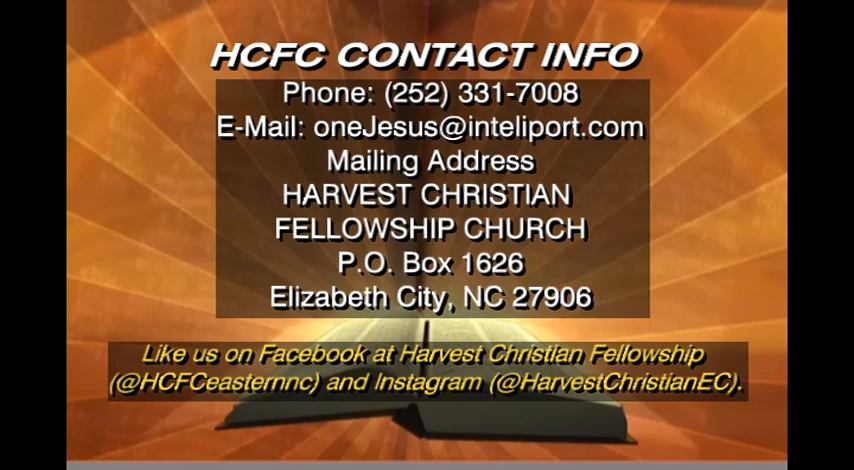 HCFC CONTACT INFO
Phone: (252) 331-7008
E-Mail: oneJesus@inteliport.com
Mailing Address
HARVEST CHRISTIAN
FELLOWSHIP CHURCH
P.O. Box 1626
Elizabeth City, NC 27906
Like us on Facebook at Harvest Christian Fellowship
(@HCFCeasternnc) and Instagram (@HarvestChristianEC).